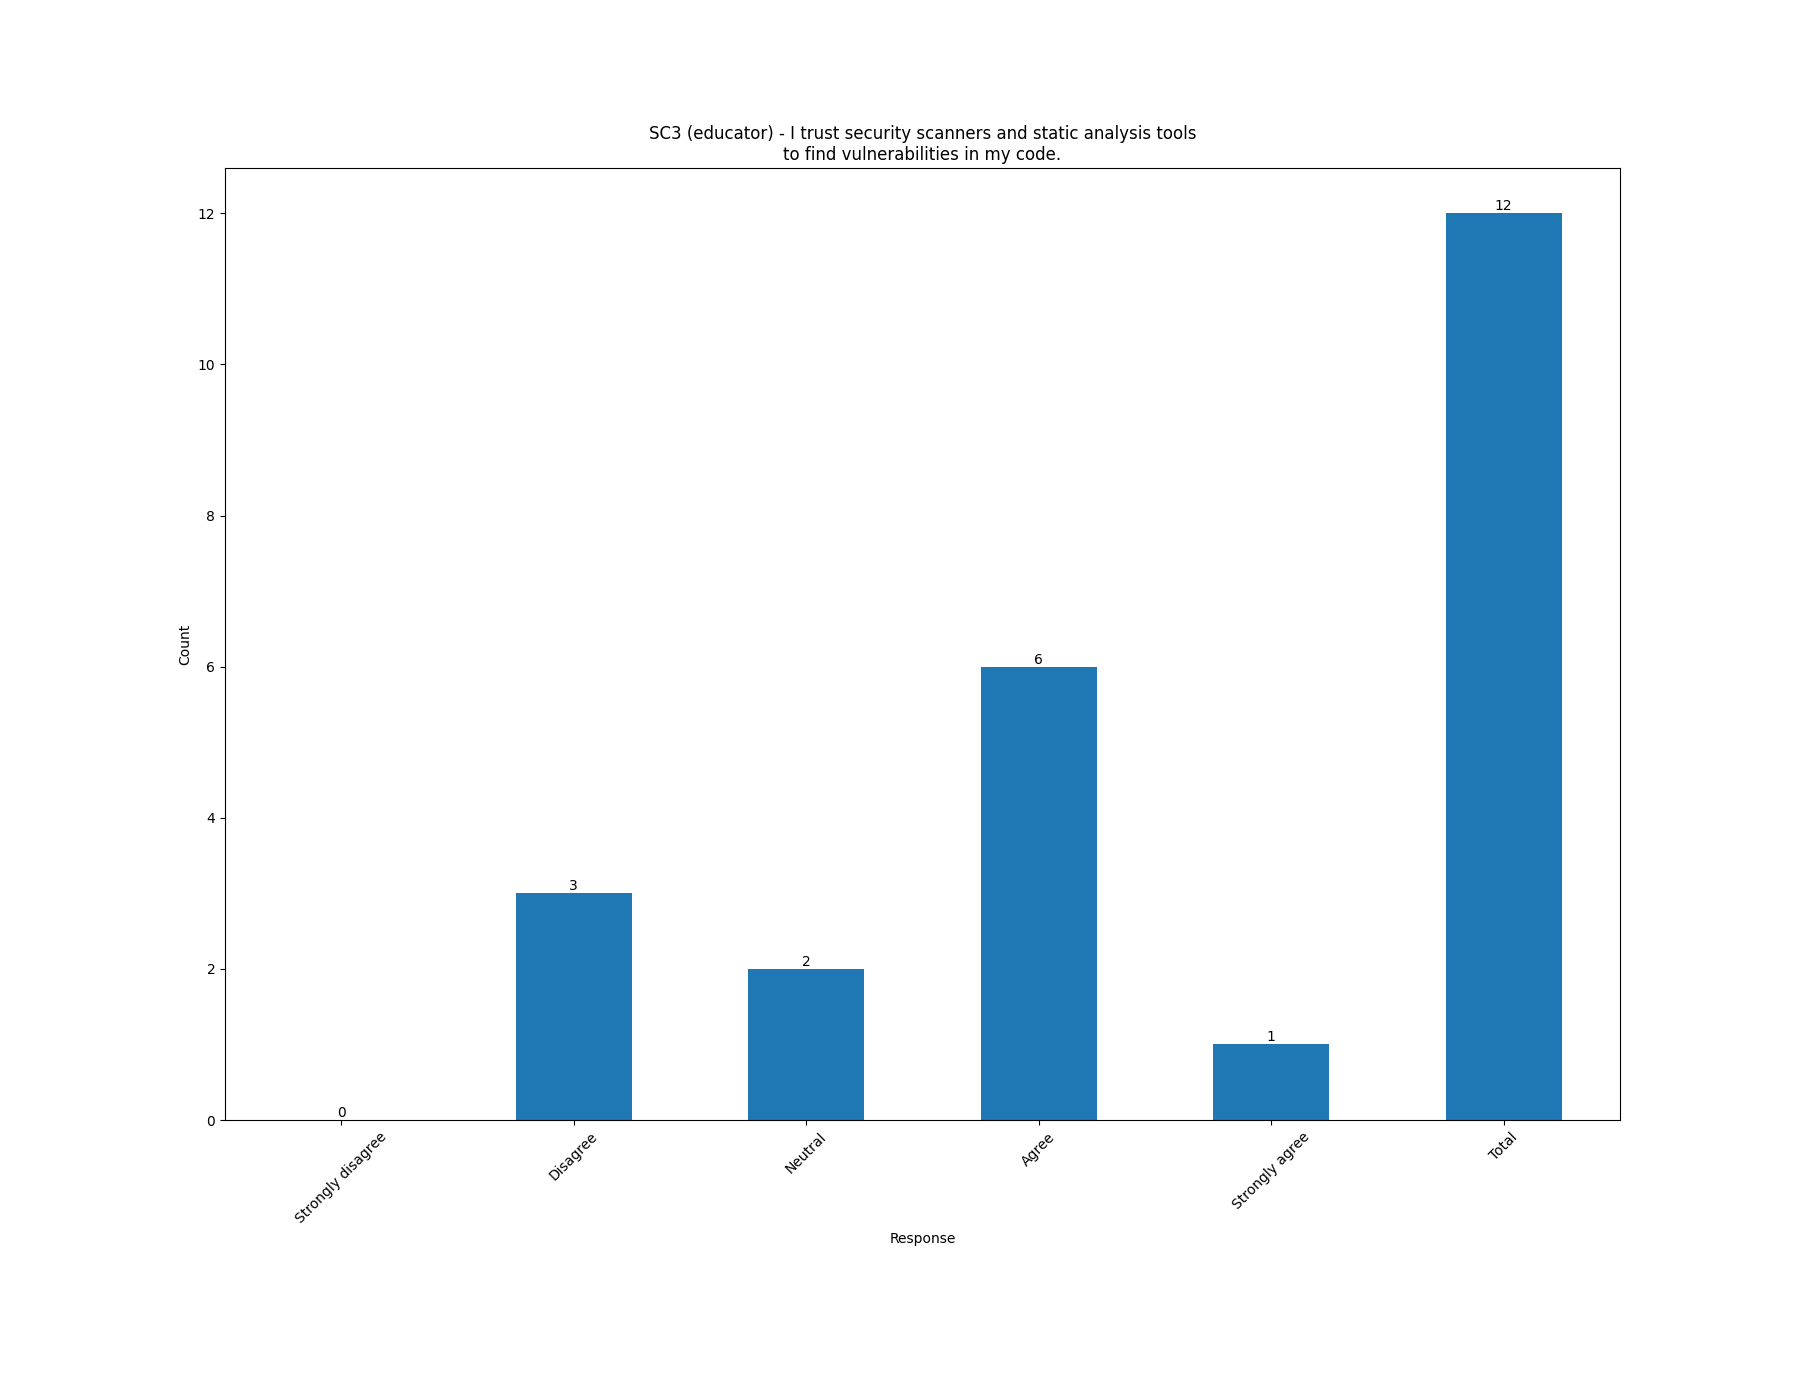 SC3 (educator) - I trust security scanners and static analysis tools
to find vulnerabilities in my code.
12
10
8
6
4
2
0
Count
0
3
2
6
1
12
Strongly disagree
Disagree
Neutral
Agree
Strongly agree
Total
Response